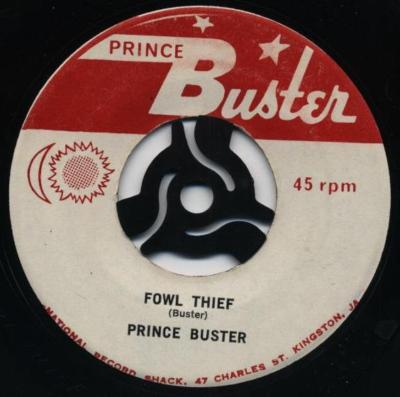 PRINCE
Buster
45 rpm
FOWL THIEF
(Buster)
PRINCE BUSTER
NATIONAL RECORD SHACK, 47 CHARLES ST. KINGSTON, JA